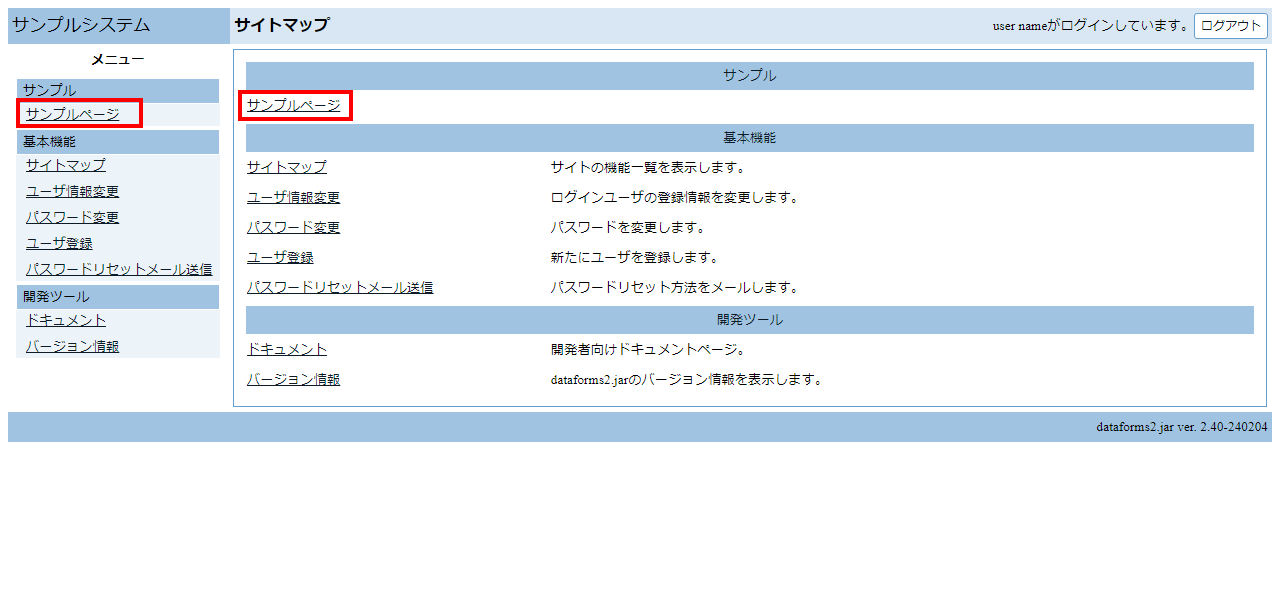 サンプルシステム
サイトマップ
user nameがログインしています。 ログアウト
メニュー
サンプル
サンプルページ
基本機能
サイトマップ
ユーザ情報変更
パスワード変更
ユーザ登録
パスワードリセットメール送信
開発ツール
ドキュメント
バージョン情報
サンプル
サンプルページ
基本機能
サイトマップ サイトの機能一覧を表示します。
ユーザ情報変更 ログインユーザの登録情報を変更します。
パスワード変更 パスワードを変更します。
ユーザ登録 新たにユーザを登録します。
パスワードリセットメール送信 パスワードリセット方法をメールします。
開発ツール
ドキュメント 開発者向けドキュメントページ。
バージョン情報 dataforms2.jarのバージョン情報を表示します。
dataforms2.jar ver. 2.40-240204